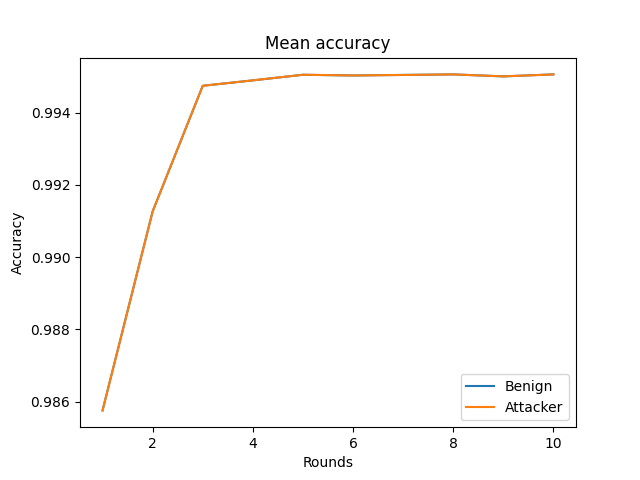 Mean accuracy
Accuracy
0.994
0.992
0.990
0.988
0.986
2 4 6 8 10
Rounds
Benign
Attacker